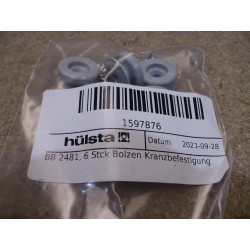 1597876
hülsta
Datum 2021-09-28
BB 2481, 6 Stck Bolzen Kranzbefestigung